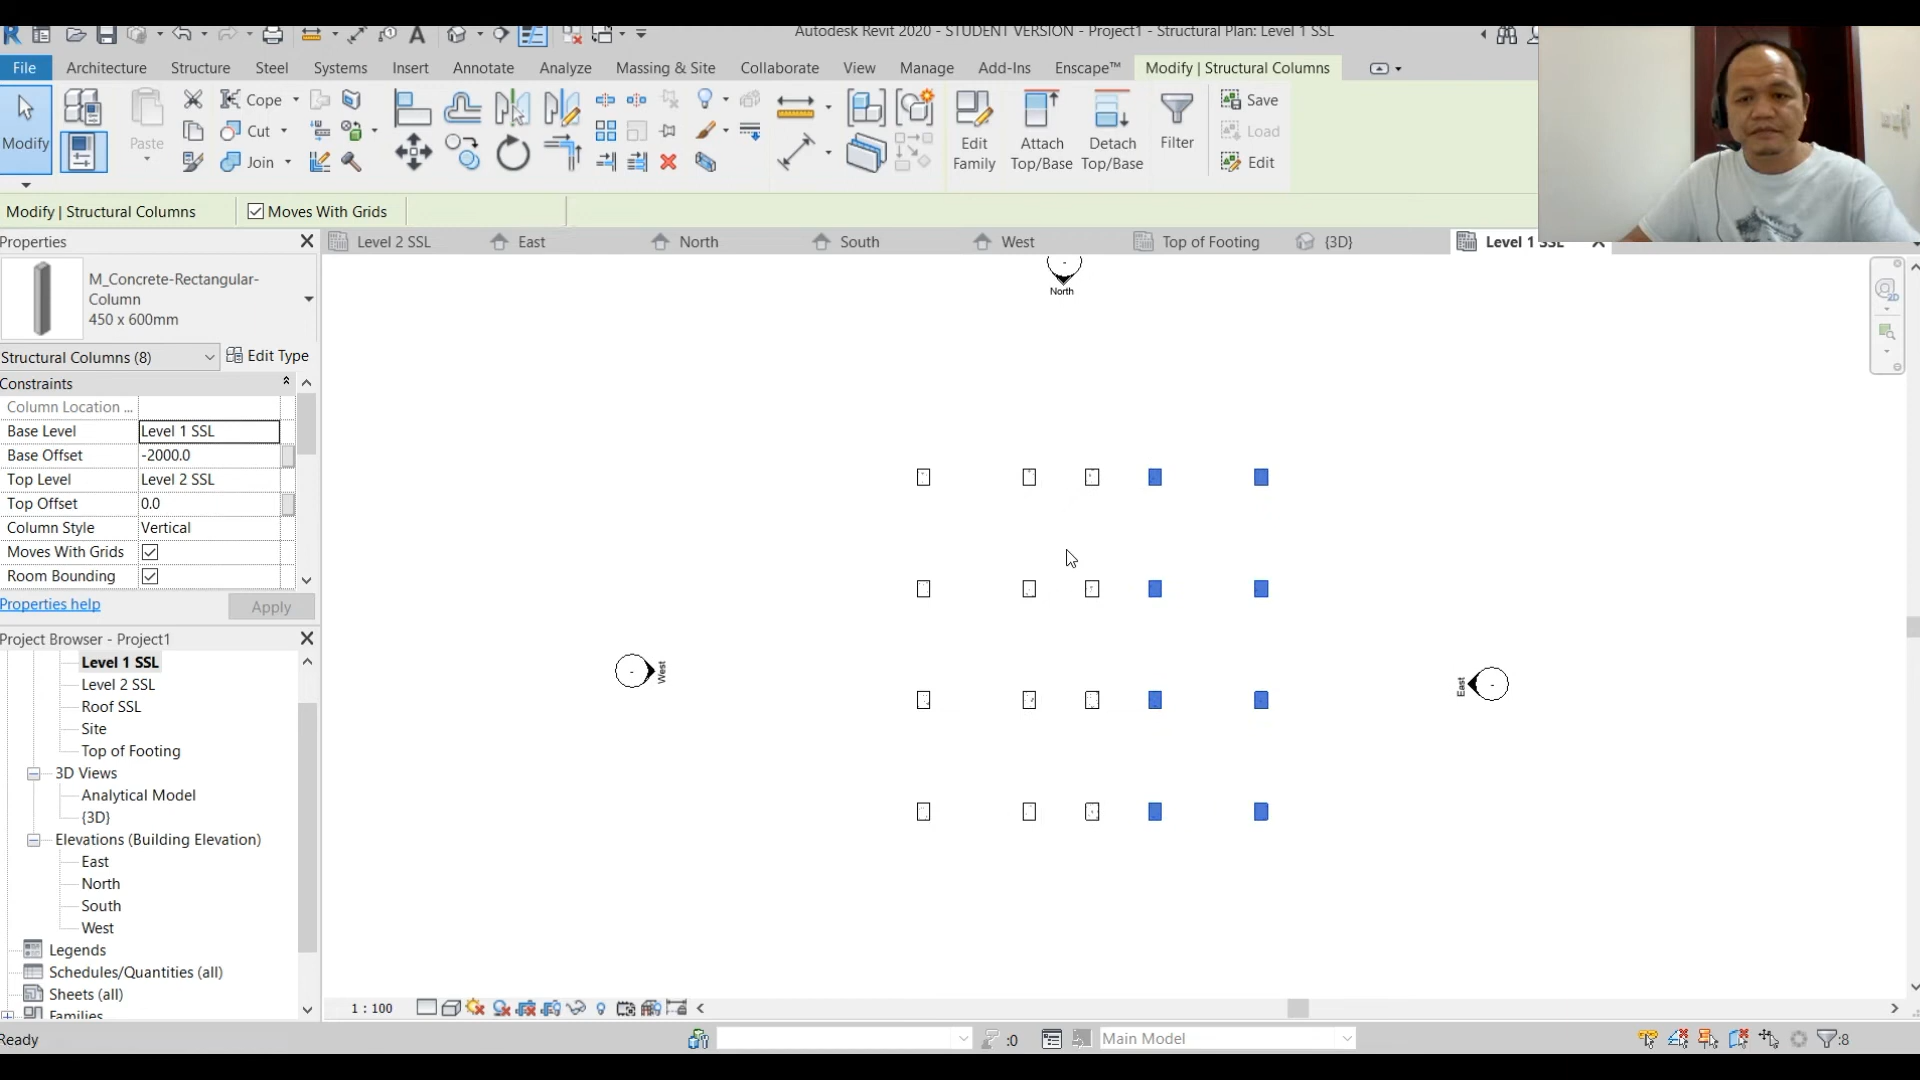 Autodesk Revit 2020 - STUDENT VERSION - Project1 - Structural Plan: Level 1 SSL
File Architecture Structure Steel Systems Insert Annotate Analyze Massing & Site Collaborate View Manage Add-Ins Enscape™ Modify | Structural Columns
Modify
Paste
Cope
Cut
Join
Edit
Family
Attach
Top/Base
Detach
Top/Base
Filter
Save
Load
Edit
Modify | Structural Columns Moves With Grids
Properties
Level 2 SSL East North South West Top of Footing {3D} Level 1 SSL
M_Concrete-Rectangular-
Column
450 x 600mm
Structural Columns (8) Edit Type
Constraints
Column Location ...
Base Level Level 1 SSL
Base Offset -2000.0
Top Level Level 2 SSL
Top Offset 0.0
Column Style Vertical
Moves With Grids
Room Bounding
Properties help Apply
Project Browser - Project1
Level 1 SSL
Level 2 SSL
Roof SSL
Site
Top of Footing
3D Views
Analytical Model
{3D}
Elevations (Building Elevation)
East
North
South
West
Legends
Schedules/Quantities (all)
Sheets (all)
Families
North
West
East
2D
1 : 100
Ready
:0
Main Model
:8